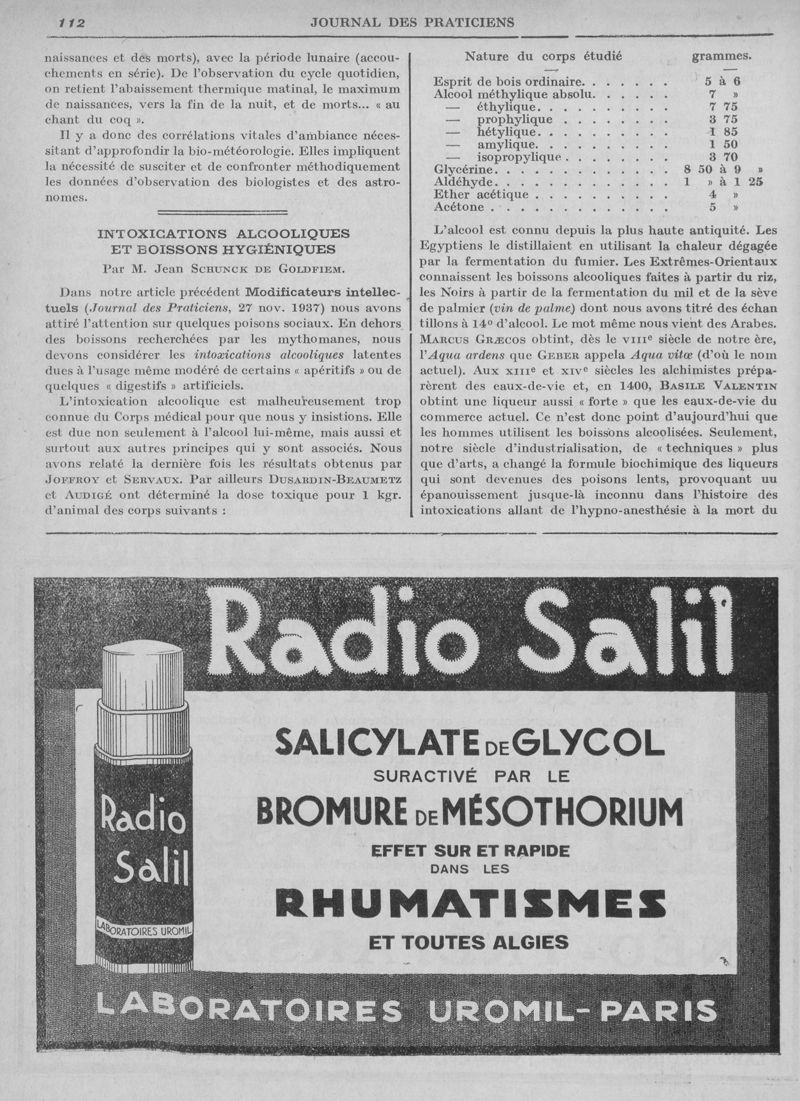 112
JOURNAL DES PRATICIENS
naissances et des morts), avec la période lunaire (accou-
chements en série). De l'observation du cycle quotidien,
on retient l'abaissement thermique matinal, le maximum
de naissances, vers la fin de la nuit, et de morts... « au
chant du coq ».
Il y a donc des corrélations vitales d'ambiance néces-
sitant d'approfondir la bio-météorologie. Elles impliquent
la nécessité de susciter et de confronter méthodiquement
les données d'observation des biologistes et des astro-
nomes.
INTOXICATIONS ALCOOLIQUES
ET BOISSONS HYGIÉNIQUES
Par M. Jean SCHUNCK DE GOLDFIEM.
Dans notre article précédent Modificateurs intellec-
tuels (Journal des Praticiens, 27 nov. 1937) nous avons
attiré l'attention sur quelques poisons sociaux. En dehors
des boissons recherchées par les mythomanes, nous
devons considérer les intoxications alcooliques latentes
dues à l'usage même modéré de certains « apéritifs » ou de
quelques « digestifs » artificiels.
L'intoxication alcoolique est malheureusement trop
connue du Corps médical pour que nous y insistions. Elle
est due non seulement à l'alcool lui-même, mais aussi et
surtout aux autres principes qui y sont associés. Nous
avons relaté la dernière fois les résultats obtenus par
JOFFROY et SERVAUX. Par ailleurs DUSARDIN-BEAUMETZ
et AUDIGÉ ont déterminé la dose toxique pour 1 kgr.
d'animal des corps suivants :
Nature du corps étudié grammes.
Esprit de bois ordinaire. . . . . . . 5 à 6
Alcool méthylique absolu. . . . . . 7 »
— éthylique. . . . . . . . . . 7 75
— prophylique . . . . . . . . 3 75
— hétylique. . . . . . . . . . 1 85
— amylique. . . . . . . . . . 1 50
— isopropylique . . . . . . . . 3 70
Glycérine. . . . . . . . . . . . . 8 50 à 9 »
Aldéhyde. . . . . . . . . . . . . 1 » à 1 25
Ether acétique . . . . . . . . . . 4 »
Acétone . . . . . . . . . . . . . 5 »
L'alcool est connu depuis la plus haute antiquité. Les
Egyptiens le distillaient en utilisant la chaleur dégagée
par la fermentation du fumier. Les Extrêmes-Orientaux
connaissent les boissons alcooliques faites à partir du riz,
les Noirs à partir de la fermentation du mil et de la sève
de palmier (vin de palme) dont nous avons titré des échan
tillons à 14° d'alcool. Le mot même nous vient des Arabes.
MARCUS GRÆCOS obtint, dès le VIIIe siècle de notre ère,
l'Aqua ardens que GEBER appela Aqua vitœ (d'où le nom
actuel). Aux XIIIe et XIVe siècles les alchimistes prépa-
rèrent des eaux-de-vie et, en 1400, BASILE VALENTIN
obtint une liqueur aussi « forte » que les eaux-de-vie du
commerce actuel. Ce n'est donc point d'aujourd'hui que
les hommes utilisent les boissons alcoolisées. Seulement,
notre siècle d'industrialisation, de « techniques » plus
que d'arts, a changé la formule biochimique des liqueurs
qui sont devenues des poisons lents, provoquant uu
épanouissement jusque-là inconnu dans l'histoire des
intoxications allant de l'hypno-anesthésie à la mort du
Radio Salil
SALICYLATE DE GLYCOL
SURACTIVÉ PAR LE
BROMURE DE MÉSOTHORIUM
EFFET SUR ET RAPIDE
DANS LES
RHUMATISMES
ET TOUTES ALGIES
Radio
Salil
LABORATOIRES UROMIL
LABORATOIRES UROMIL-PARIS